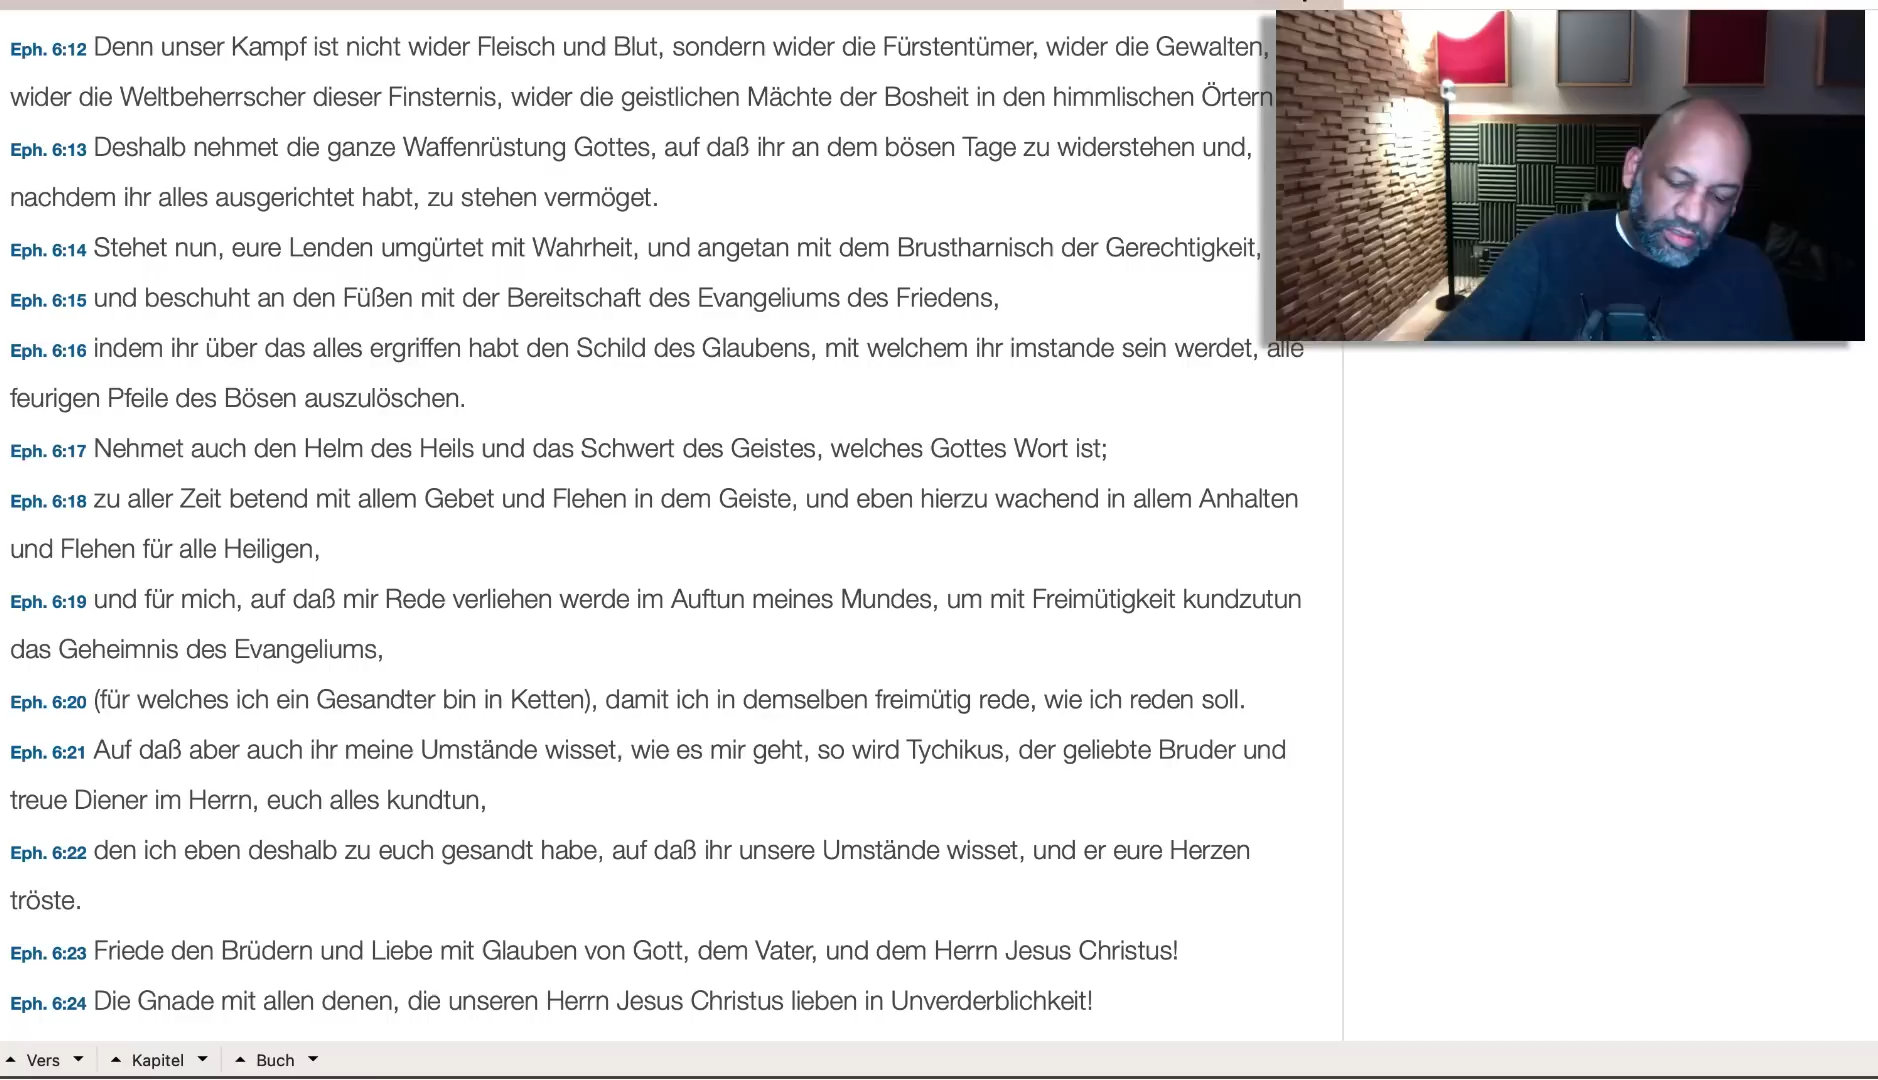 Eph. 6:12 Denn unser Kampf ist nicht wider Fleisch und Blut, sondern wider die Fürstentümer, wider die Gewalten,
wider die Weltbeherrscher dieser Finsternis, wider die geistlichen Mächte der Bosheit in den himmlischen Örtern
Eph. 6:13 Deshalb nehmet die ganze Waffenrüstung Gottes, auf daß ihr an dem bösen Tage zu widerstehen und,
nachdem ihr alles ausgerichtet habt, zu stehen vermöget.
Eph. 6:14 Stehet nun, eure Lenden umgürtet mit Wahrheit, und angetan mit dem Brustharnisch der Gerechtigkeit,
Eph. 6:15 und beschuht an den Füßen mit der Bereitschaft des Evangeliums des Friedens,
Eph. 6:16 indem ihr über das alles ergriffen habt den Schild des Glaubens, mit welchem ihr imstande sein werdet, alle
feurigen Pfeile des Bösen auszulöschen.
Eph. 6:17 Nehmet auch den Helm des Heils und das Schwert des Geistes, welches Gottes Wort ist;
Eph. 6:18 zu aller Zeit betend mit allem Gebet und Flehen in dem Geiste, und eben hierzu wachend in allem Anhalten
und Flehen für alle Heiligen,
Eph. 6:19 und für mich, auf daß mir Rede verliehen werde im Auftun meines Mundes, um mit Freimütigkeit kundzutun
das Geheimnis des Evangeliums,
Eph. 6:20 (für welches ich ein Gesandter bin in Ketten), damit ich in demselben freimütig rede, wie ich reden soll.
Eph. 6:21 Auf daß aber auch ihr meine Umstände wisset, wie es mir geht, so wird Tychikus, der geliebte Bruder und
treue Diener im Herrn, euch alles kundtun,
Eph. 6:22 den ich eben deshalb zu euch gesandt habe, auf daß ihr unsere Umstände wisset, und er eure Herzen
tröste.
Eph. 6:23 Friede den Brüdern und Liebe mit Glauben von Gott, dem Vater, und dem Herrn Jesus Christus!
Eph. 6:24 Die Gnade mit allen denen, die unseren Herrn Jesus Christus lieben in Unverderblichkeit!
Vers Kapitel Buch